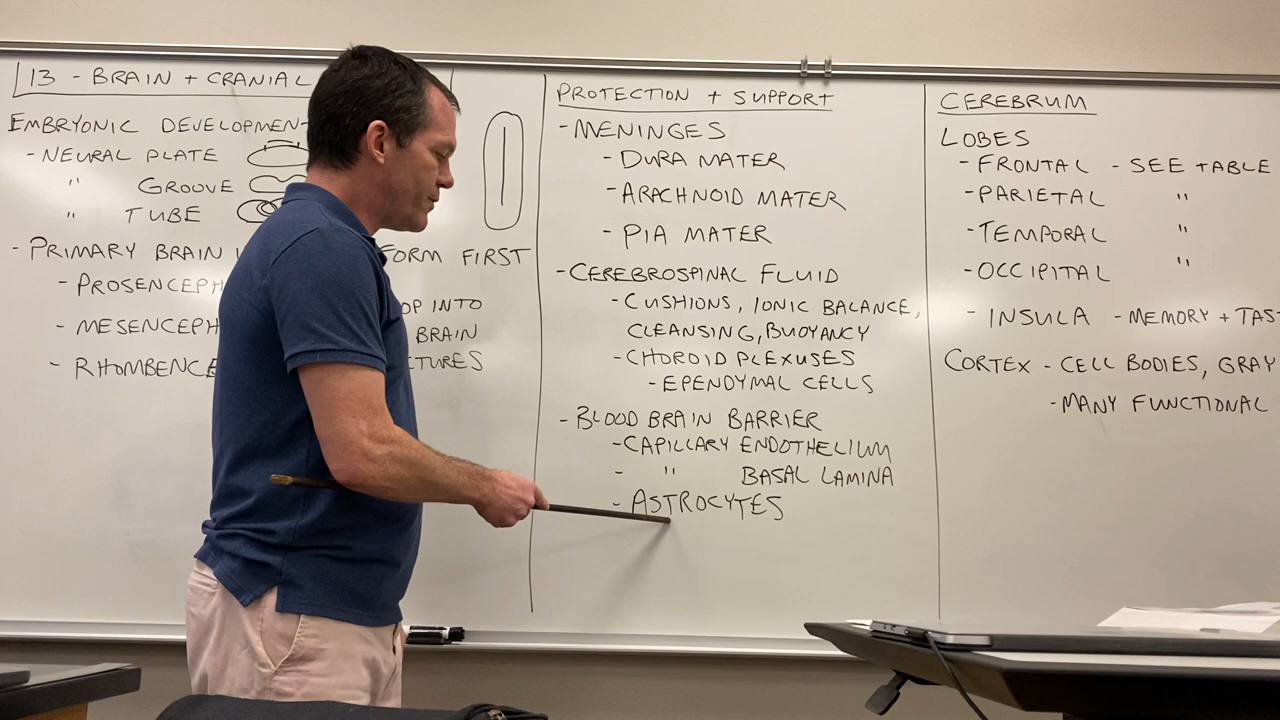 13 - BRAIN + CRANIAL
EMBRYONIC DEVELOPMEN
- NEURAL PLATE
" GROOVE
" TUBE
- PRIMARY BRAIN FORM FIRST
- PROSENCEPH OP INTO
- MESENCEPH BRAIN
- RHOMBENCE CTURES
PROTECTION + SUPPORT
- MENINGES
- DURA MATER
- ARACHNOID MATER
- PIA MATER
- CEREBROSPINAL FLUID
- CUSHIONS, IONIC BALANCE,
CLEANSING, BUOYANCY
- CHOROID PLEXUSES
- EPENDYMAL CELLS
- BLOOD BRAIN BARRIER
- CAPILLARY ENDOTHELIUM
- " BASAL LAMINA
- ASTROCYTES
CEREBRUM
LOBES
- FRONTAL - SEE TABLE
- PARIETAL "
- TEMPORAL "
- OCCIPITAL "
- INSULA - MEMORY + TAS
CORTEX - CELL BODIES, GRAY
- MANY FUNCTIONAL